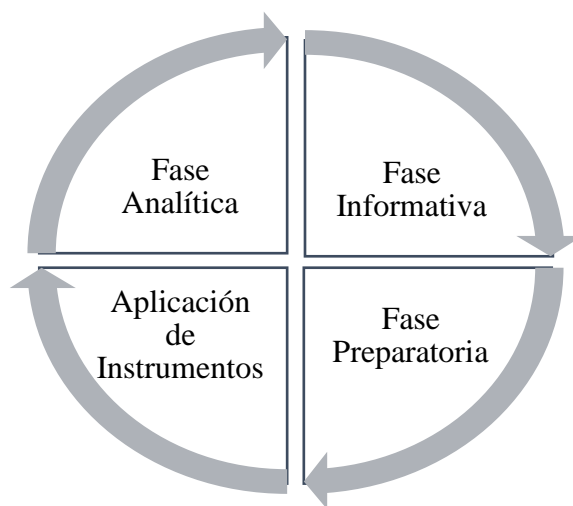 Fase
Analítica
Fase
Informativa
Aplicación
de
Instrumentos
Fase
Preparatoria